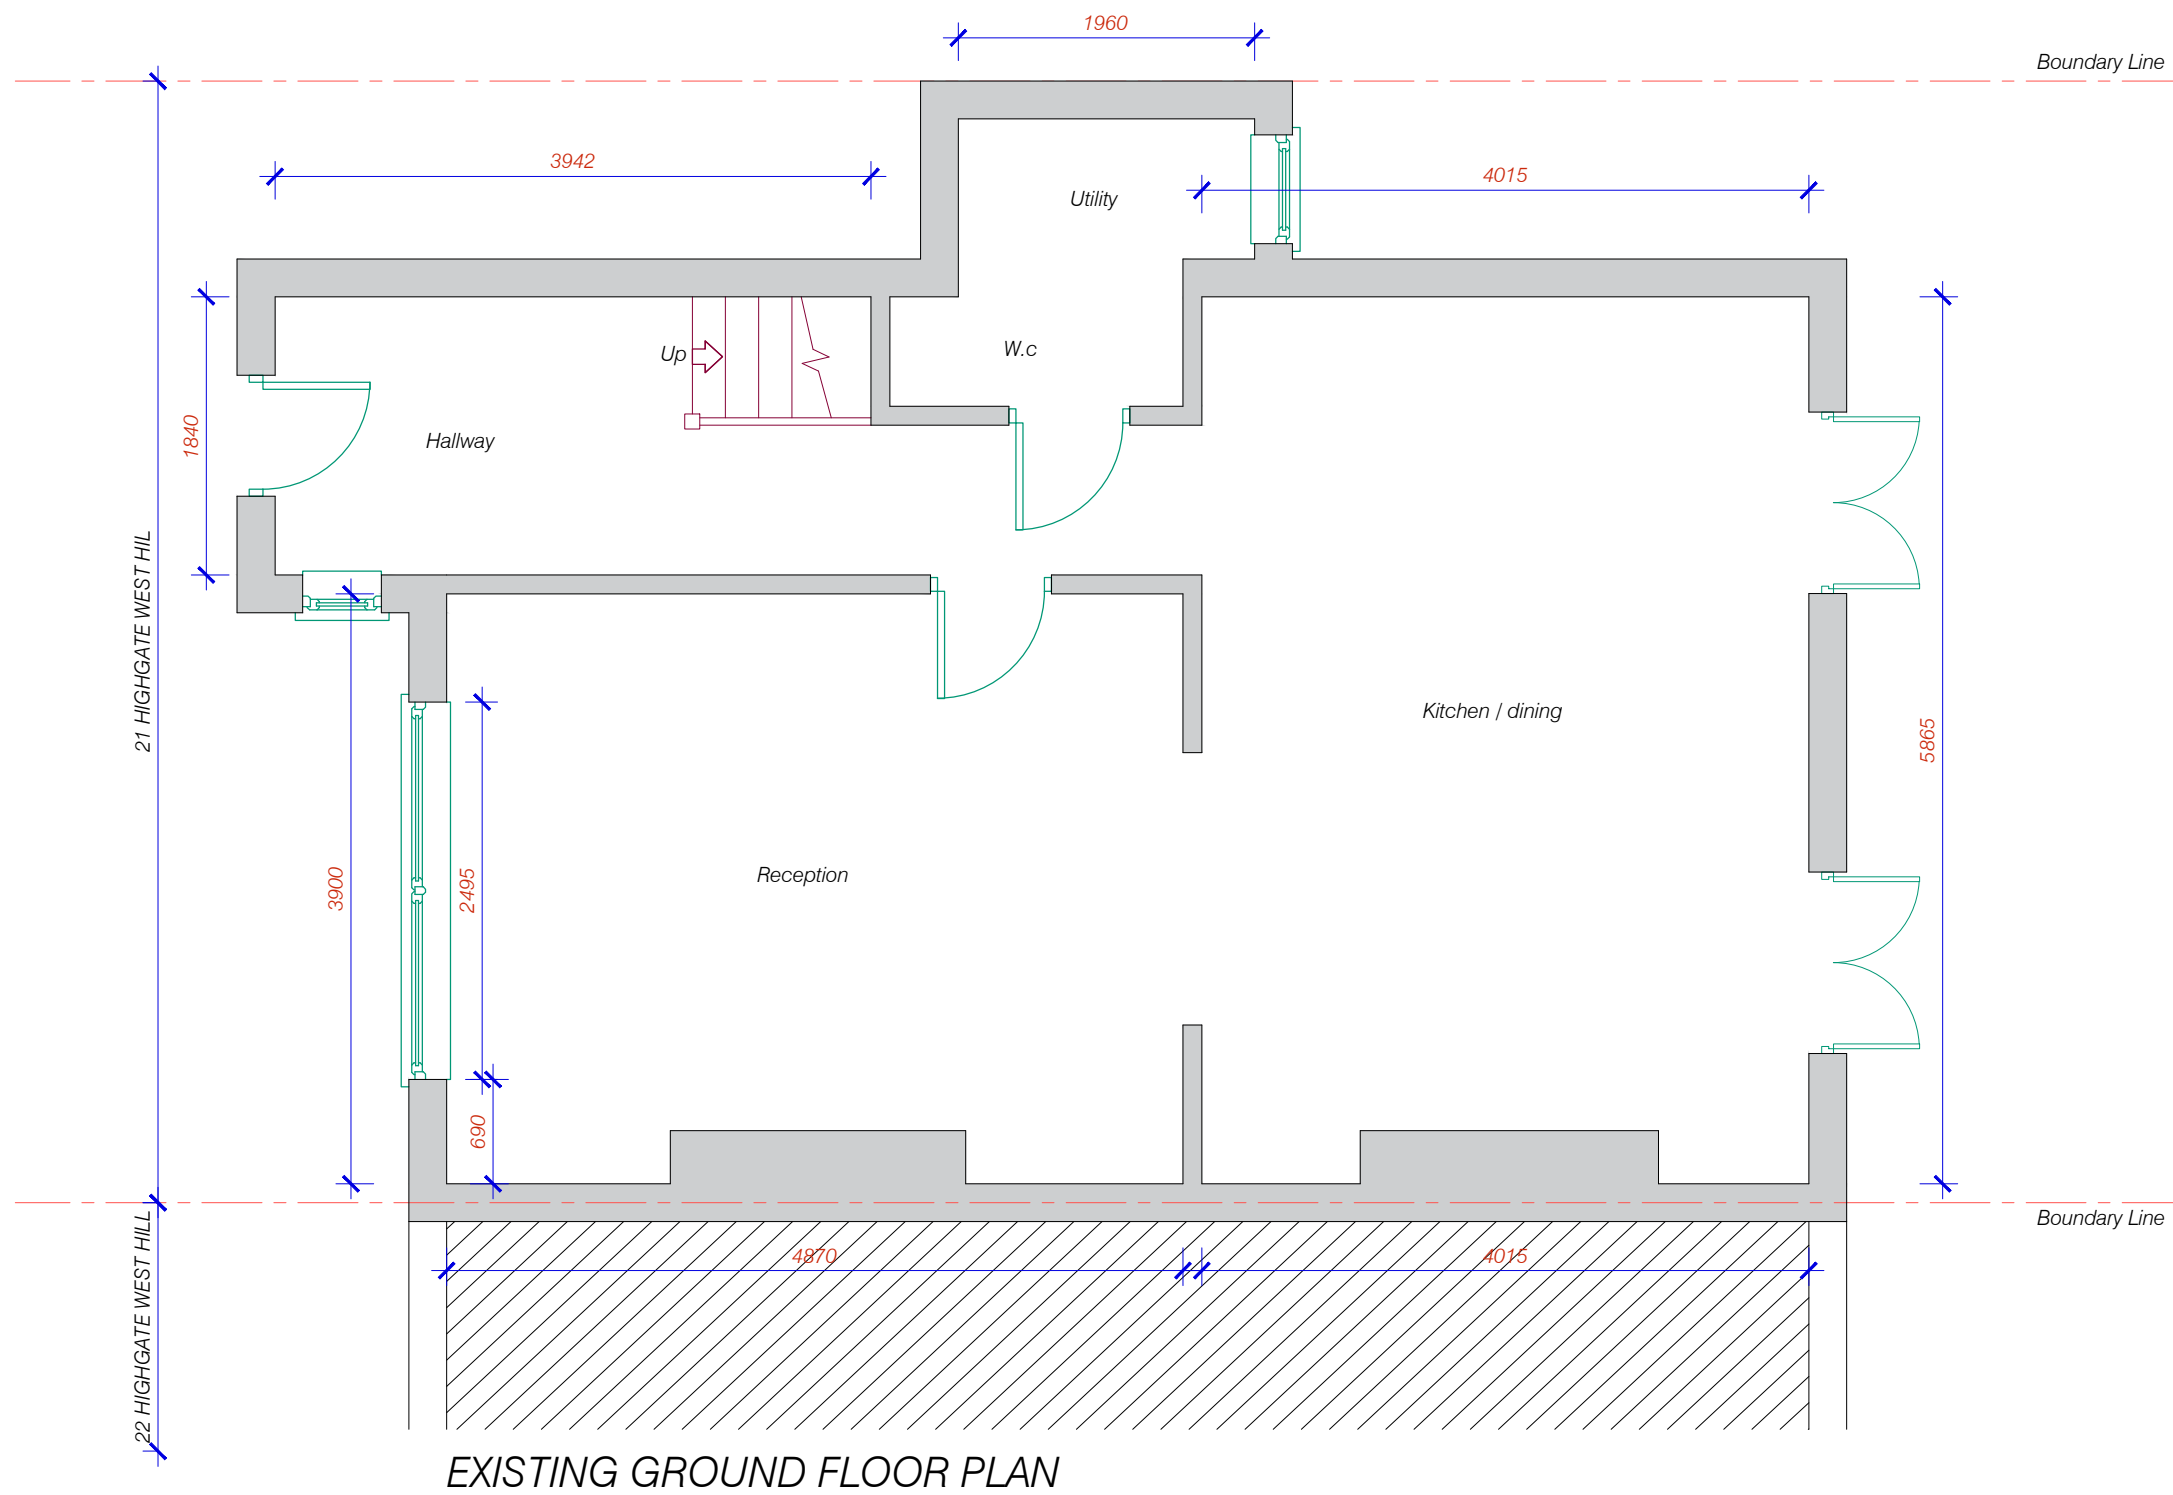 1960
Boundary Line
3942
4015
Utility
Up
W.c
1840
Hallway
21 HIGHGATE WEST HIL
Kitchen / dining
5865
3900
2495
Reception
690
Boundary Line
22 HIGHGATE WEST HILL
4870
4015
EXISTING GROUND FLOOR PLAN